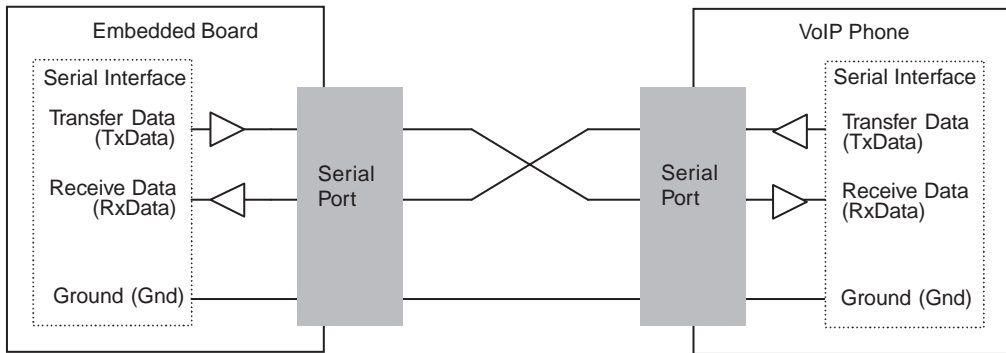 Embedded Board
Serial Interface
Transfer Data
(TxData)
Receive Data
(RxData)
Ground (Gnd)
Serial
Port
Serial
Port
VoIP Phone
Serial Interface
Transfer Data
(TxData)
Receive Data
(RxData)
Ground (Gnd)